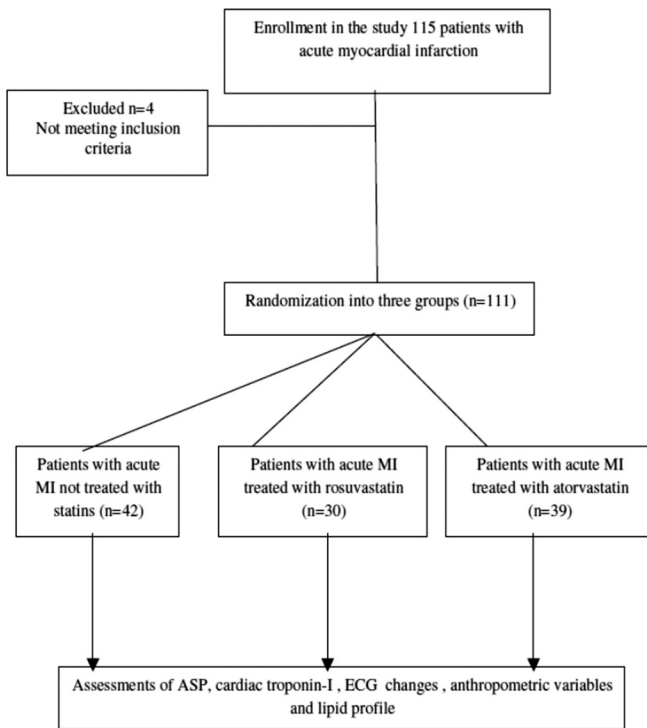 Enrollment in the study 115 patients with
acute myocardial infarction
Excluded n=4
Not meeting inclusion
criteria
Randomization into three groups (n=111)
Patients with acute
MI not treated with
statins (n=42)
Patients with acute MI
treated with rosuvastatin
(n=30)
Patients with acute MI
treated with atorvastatin
(n=39)
Assessments of ASP, cardiac troponin-I , ECG changes , anthropometric variables
and lipid profile